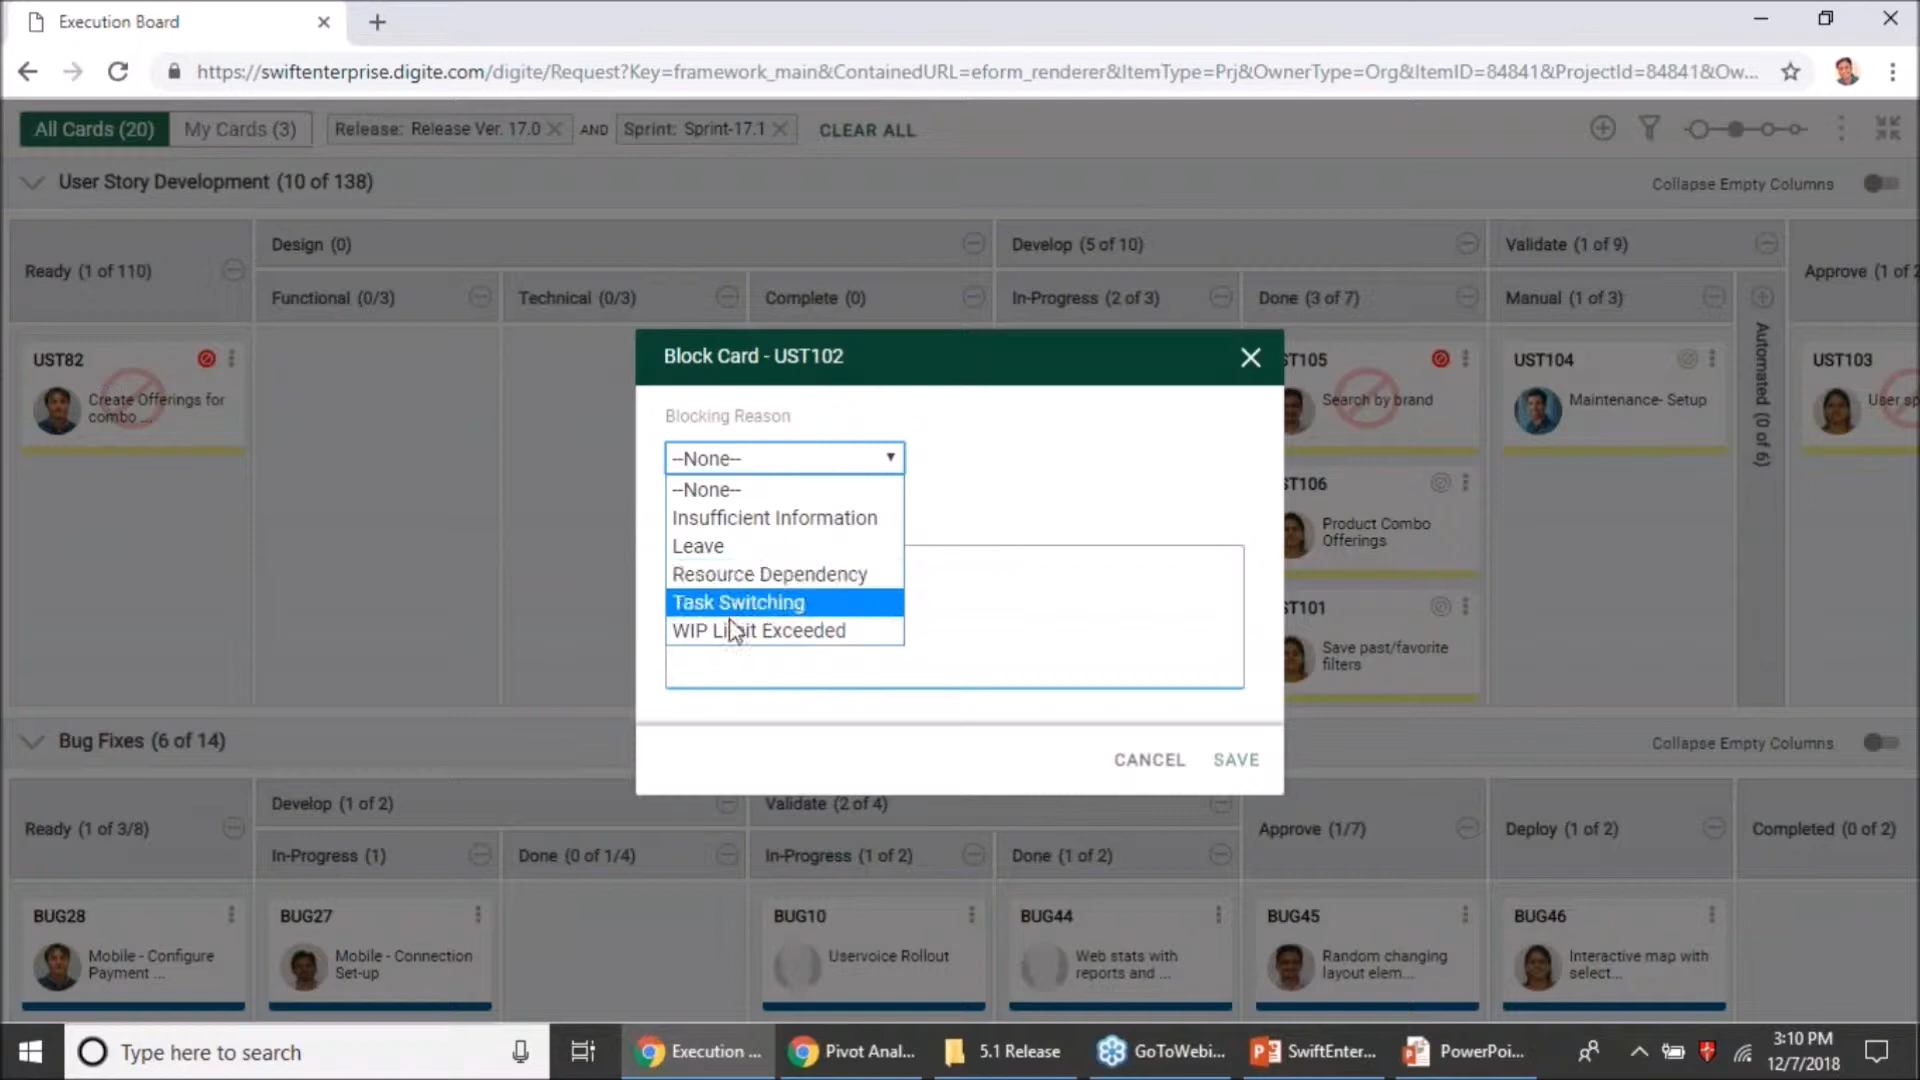 Execution Board
https://swiftenterprise.digite.com/digite/Request?Key=framework_main&ContainedURL=eform_renderer&ItemType=Prj&OwnerType=Org&ItemID=84841&ProjectId=84841&Ow...
All Cards (20)
My Cards (3)
Release: Release Ver. 17.0
AND
Sprint: Sprint-17.1
CLEAR ALL
User Story Development (10 of 138)
Collapse Empty Columns
Ready (1 of 110)
Design (0)
Develop (5 of 10)
Validate (1 of 9)
Approve (1 of 2
Functional (0/3)
Technical (0/3)
Complete (0)
In-Progress (2 of 3)
Done (3 of 7)
Manual (1 of 3)
Automated (0 of 6)
UST82
Create Offerings for
combo ...
Block Card - UST102
Blocking Reason
--None--
--None--
Insufficient Information
Leave
Resource Dependency
Task Switching
WIP Limit Exceeded
CANCEL
SAVE
ST105
Search by brand
ST106
Product Combo
Offerings
ST101
Save past/favorite
filters
UST104
Maintenance- Setup
UST103
User sp
Bug Fixes (6 of 14)
Collapse Empty Columns
Ready (1 of 3/8)
Develop (1 of 2)
Validate (2 of 4)
Approve (1/7)
Deploy (1 of 2)
Completed (0 of 2)
In-Progress (1)
Done (0 of 1/4)
In-Progress (1 of 2)
Done (1 of 2)
BUG28
Mobile - Configure
Payment ...
BUG27
Mobile - Connection
Set-up
BUG10
Uservoice Rollout
BUG44
Web stats with
reports and ...
BUG45
Random changing
layout elem...
BUG46
Interactive map with
select...
Type here to search
Execution ...
Pivot Anal...
5.1 Release
GoToWebi...
SwiftEnter...
PowerPoi...
3:10 PM
12/7/2018